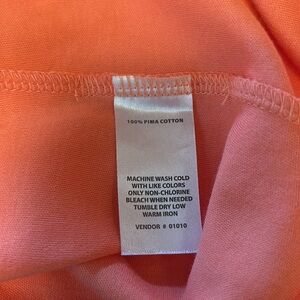 100% PIMA COTTON
MACHINE WASH COLD
WITH LIKE COLORS
ONLY NON-CHLORINE
BLEACH WHEN NEEDED
TUMBLE DRY LOW
WARM IRON
VENDOR # 01010